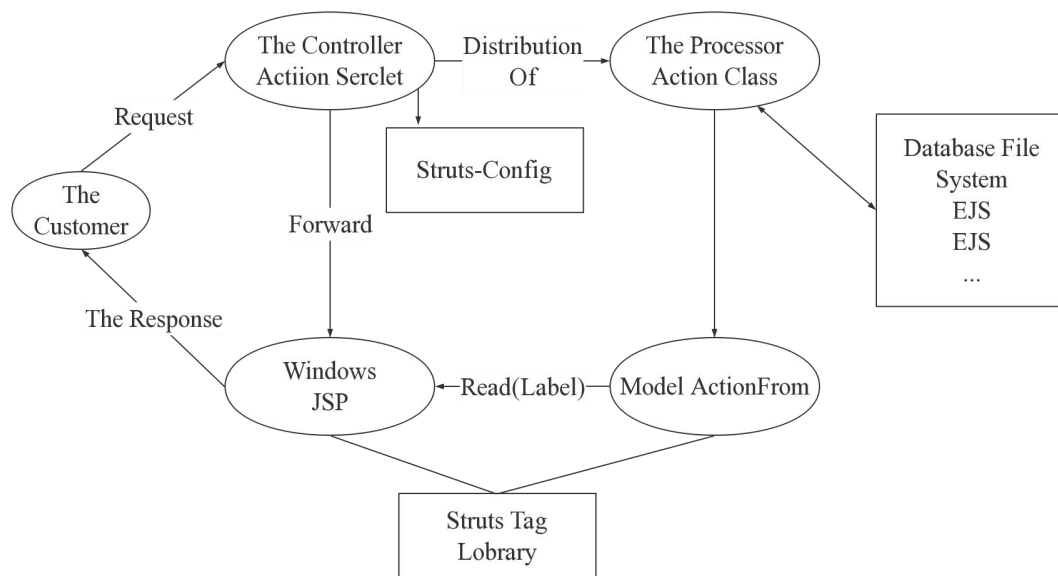 The Controller
Actiion Serclet
Distribution
Of
The Processor
Action Class
Request
Struts-Config
Database File
System
EJS
EJS
...
The
Customer
Forward
The Response
Windows
JSP
Read(Label)
Model ActionFrom
Struts Tag
Lobrary